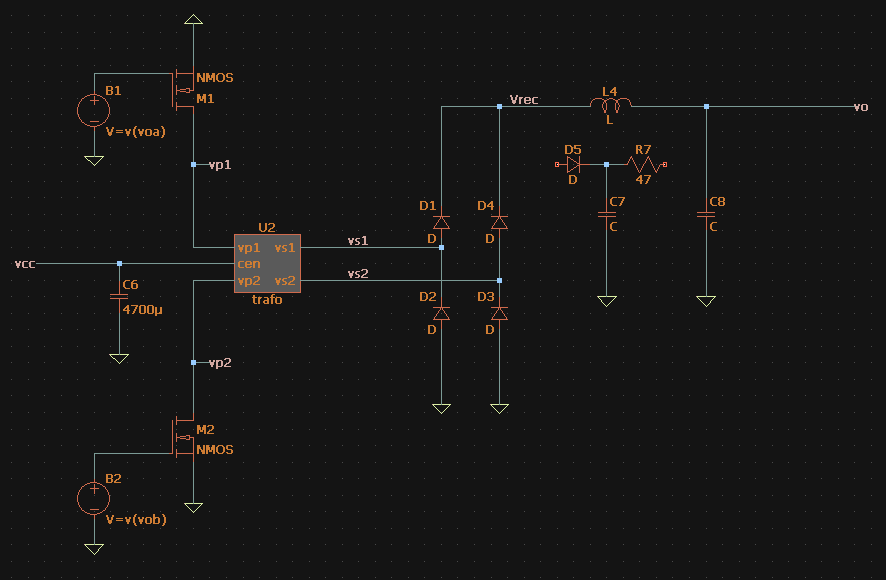 NMOS
B1
M1
V=v(voa)
vp1
U2
vp1 vs1
cen
vp2 vs2
trafo
vcc
C6
4700µ
vs1
vs2
vp2
M2
NMOS
B2
V=v(vob)
Vrec
L4
L
vo
D5
D
R7
47
D1
D
D4
D
C7
C
C8
C
D2
D
D3
D